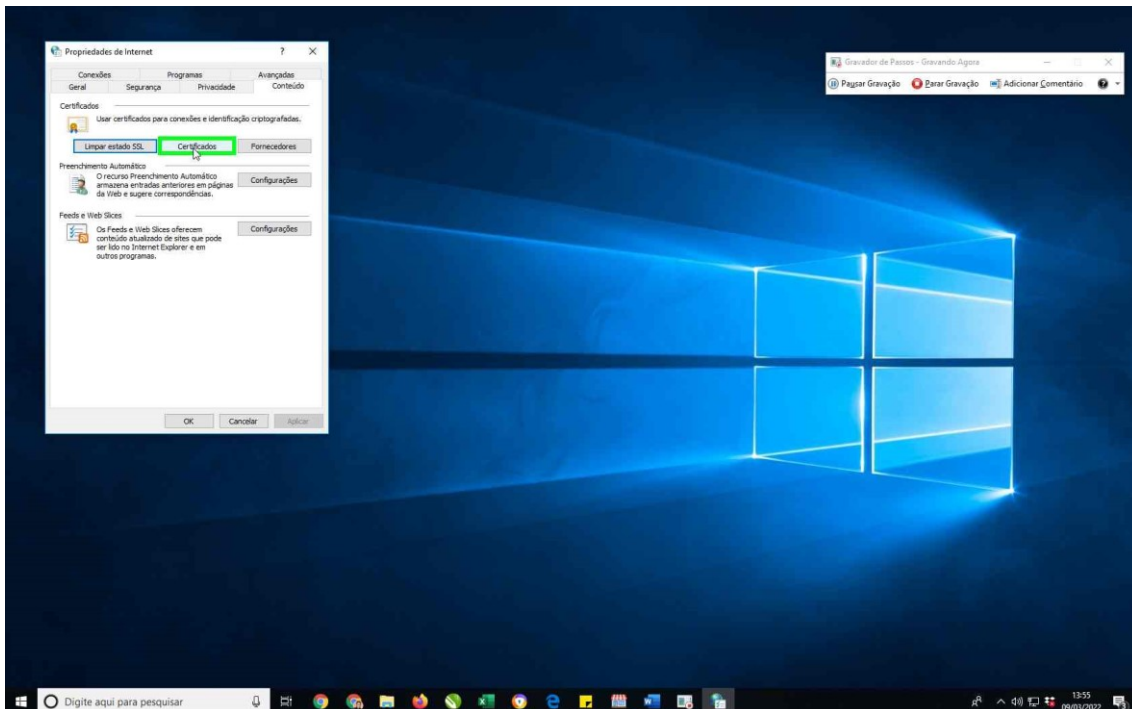 Propriedades de Internet
Conexões Programas Avançadas
Geral Segurança Privacidade Conteúdo
Certificados
Usar certificados para conexões e identificação criptografadas.
Limpar estado SSL Certificados Fornecedores
Preenchimento Automático
O recurso Preenchimento Automático
armazena entradas anteriores em páginas
da Web e sugere correspondências.
Configurações
Feeds e Web Slices
Os Feeds e Web Slices oferecem
conteúdo atualizado de sites que pode
ser lido no Internet Explorer e em
outros programas.
Configurações
OK Cancelar Aplicar
Gravador de Passos - Gravando Agora
Pausar Gravação Parar Gravação Adicionar Comentário
Digite aqui para pesquisar
13:55
09/03/2022